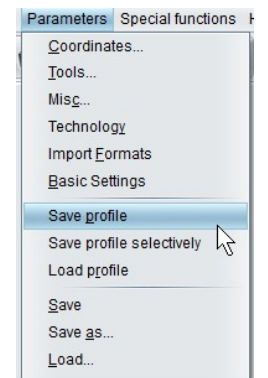 Parameters Special functions
Coordinates...
Tools...
Misc...
Technology
Import Formats
Basic Settings
Save profile
Save profile selectively
Load profile
Save
Save as...
Load...